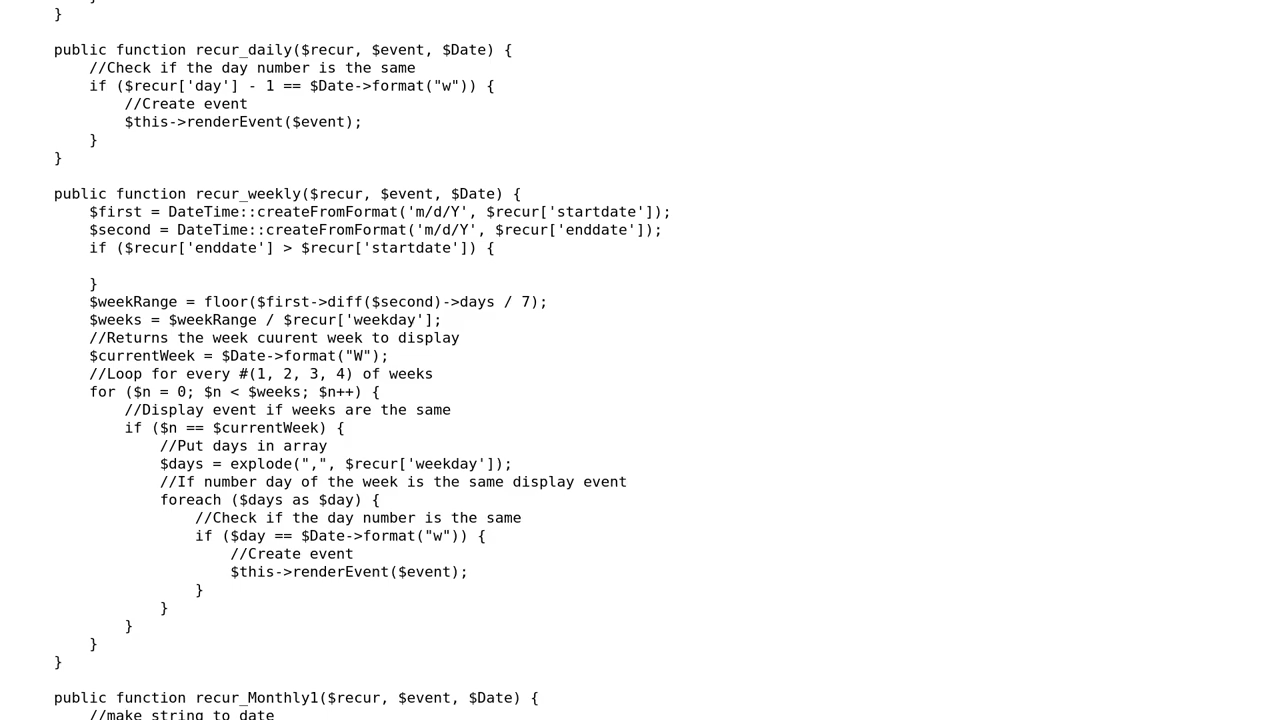 }
public function recur_daily($recur, $event, $Date) {
//Check if the day number is the same
if ($recur['day'] - 1 == $Date->format("w")) {
//Create event
$this->renderEvent($event);
}
}
public function recur_weekly($recur, $event, $Date) {
$first = DateTime::createFromFormat('m/d/Y', $recur['startdate']);
$second = DateTime::createFromFormat('m/d/Y', $recur['enddate']);
if ($recur['enddate'] > $recur['startdate']) {
}
$weekRange = floor($first->diff($second)->days / 7);
$weeks = $weekRange / $recur['weekday'];
//Returns the week cuurent week to display
$currentWeek = $Date->format("W");
//Loop for every #(1, 2, 3, 4) of weeks
for ($n = 0; $n < $weeks; $n++) {
//Display event if weeks are the same
if ($n == $currentWeek) {
//Put days in array
$days = explode(",", $recur['weekday']);
//If number day of the week is the same display event
foreach ($days as $day) {
//Check if the day number is the same
if ($day == $Date->format("w")) {
//Create event
$this->renderEvent($event);
}
}
}
}
}
public function recur_Monthly1($recur, $event, $Date) {
//make string to date